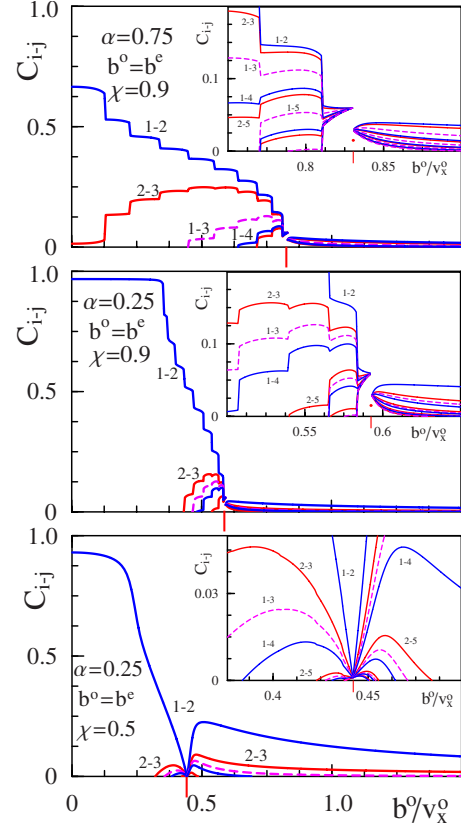 C_{i-j}
α=0.75
b^o=b^e
χ=0.9
1-2
2-3
1-3
1-4
1.0
0.5
0
C_{i-j}
0.1
0
2-3
1-2
1-3
1-4
1-5
2-5
0.8
0.85
b^o/v_x^o
C_{i-j}
α=0.25
b^o=b^e
χ=0.9
1-2
2-3
1.0
0.5
0
C_{i-j}
0.1
0
2-3
1-2
1-3
1-4
2-5
0.55
0.6
b^o/v_x^o
C_{i-j}
α=0.25
b^o=b^e
χ=0.5
1-2
2-3
2-3
1.0
0.5
0
C_{i-j}
0.03
0
2-3
1-2
1-4
1-3
1-4
2-5
2-5
0.4
0.45
b^o/v_x^o
0
0.5
1.0
b^o/v_x^o